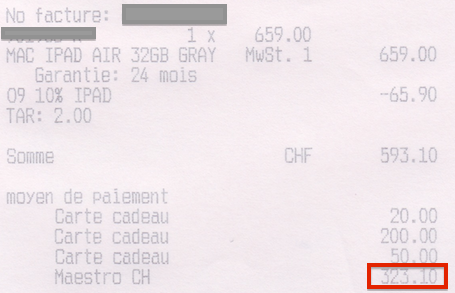 No facture:
1 x 659.00
MAC IPAD AIR 32GB GRAY MwSt. 1 659.00
Garantie: 24 mois
09 10% IPAD -65.90
TAR: 2.00
Somme CHF 593.10
moyen de paiement
Carte cadeau 20.00
Carte cadeau 200.00
Carte cadeau 50.00
Maestro CH 323.10